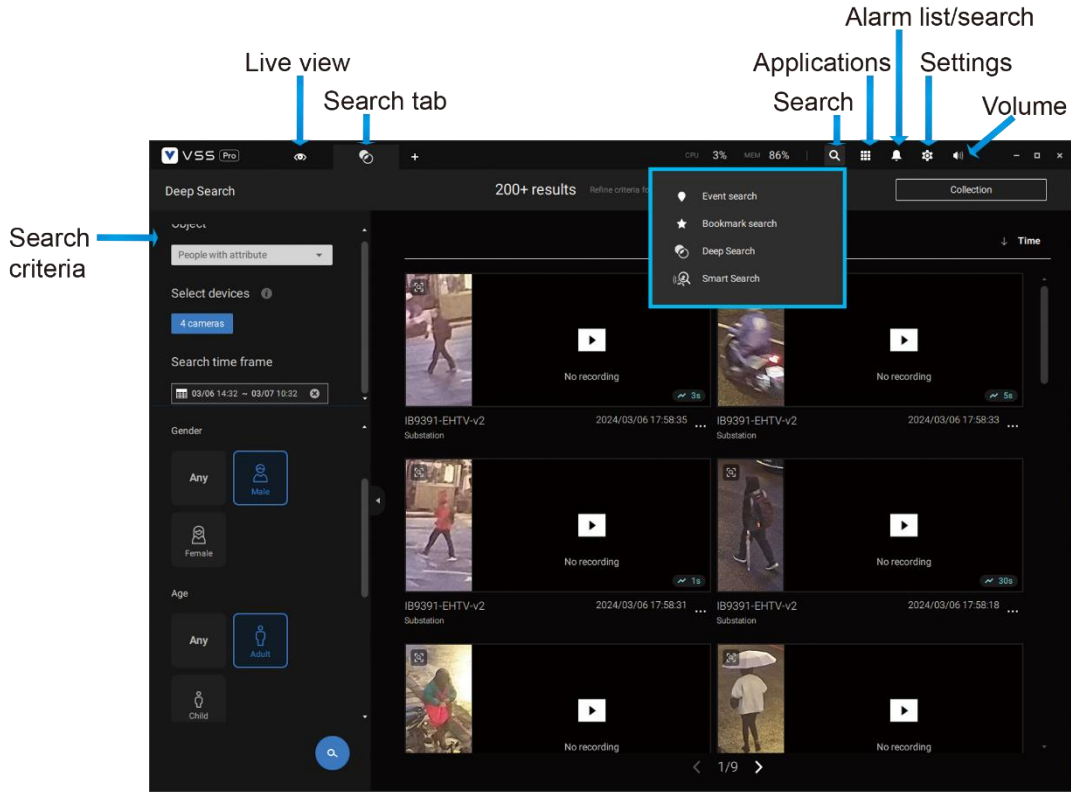 Alarm list/search
Live view
Applications
Settings
Search tab
Search
Volume
VSS Pro
+
CPU 3% MEM 86%
Deep Search
200+ results
Refine criteria fo
Collection
Event search
Bookmark search
Deep Search
Smart Search
Search criteria
Object
People with attribute
Select devices
4 cameras
Search time frame
03/06 14:32 ~ 03/07 10:32
Gender
Any
Male
Female
Age
Any
Adult
Child
↓ Time
No recording
3s
IB9391-EHTV-v2 2024/03/06 17:58:35 ...
Substation
No recording
5s
IB9391-EHTV-v2 2024/03/06 17:58:33 ...
Substation
No recording
1s
IB9391-EHTV-v2 2024/03/06 17:58:31 ...
Substation
No recording
30s
IB9391-EHTV-v2 2024/03/06 17:58:18 ...
Substation
No recording
No recording
1/9